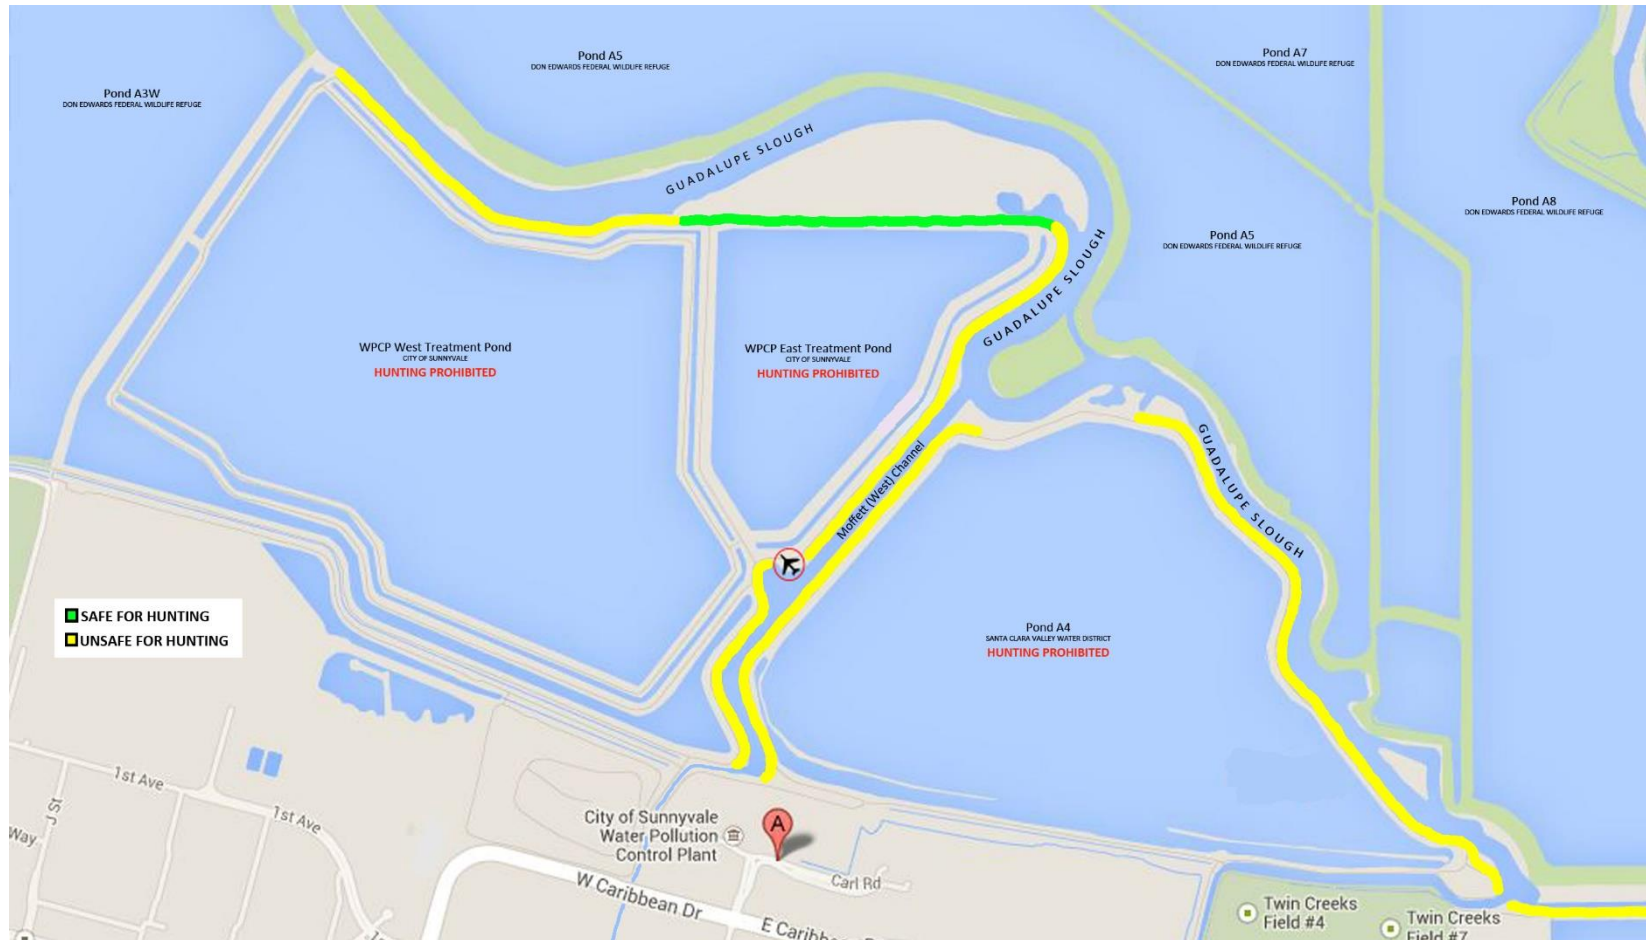 Pond A5
DON EDWARDS FEDERAL WILDLIFE REFUGE
Pond A7
DON EDWARDS FEDERAL WILDLIFE REFUGE
Pond A3W
DON EDWARDS FEDERAL WILDLIFE REFUGE
GUADALUPE SLOUGH
Pond A8
DON EDWARDS FEDERAL WILDLIFE REFUGE
Pond A5
DON EDWARDS FEDERAL WILDLIFE REFUGE
GUADALUPE SLOUGH
WPCP West Treatment Pond
CITY OF SUNNYVALE
HUNTING PROHIBITED
WPCP East Treatment Pond
CITY OF SUNNYVALE
HUNTING PROHIBITED
Moffett (West) Channel
GUADALUPE SLOUGH
SAFE FOR HUNTING
UNSAFE FOR HUNTING
Pond A4
SANTA CLARA VALLEY WATER DISTRICT
HUNTING PROHIBITED
1st Ave
J St
1st Ave
Way
City of Sunnyvale
Water Pollution
Control Plant
A
Carl Rd
W Caribbean Dr
E Caribbean
Twin Creeks
Field #4
Twin Creeks
Field #7